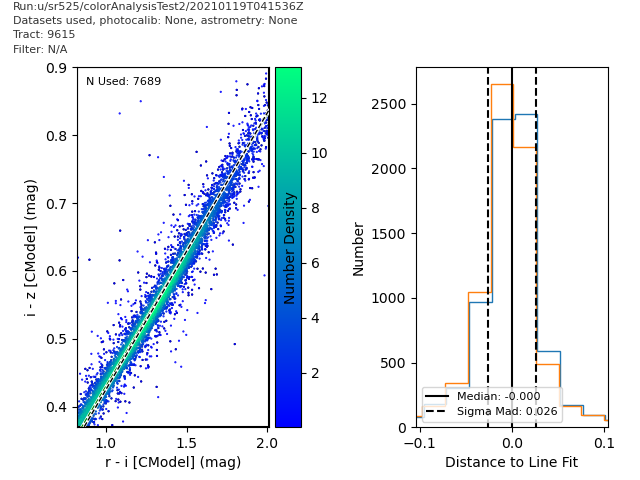 Run:u/sr525/colorAnalysisTest2/20210119T041536Z
Datasets used, photocalib: None, astrometry: None
Tract: 9615
Filter: N/A
N Used: 7689
0.9
0.8
0.7
0.6
0.5
0.4
i - z [CModel] (mag)
1.0
1.5
2.0
r - i [CModel] (mag)
12
10
8
6
4
2
Number Density
2500
2000
1500
1000
500
0
Number
Median: -0.000
Sigma Mad: 0.026
−0.1
0.0
0.1
Distance to Line Fit